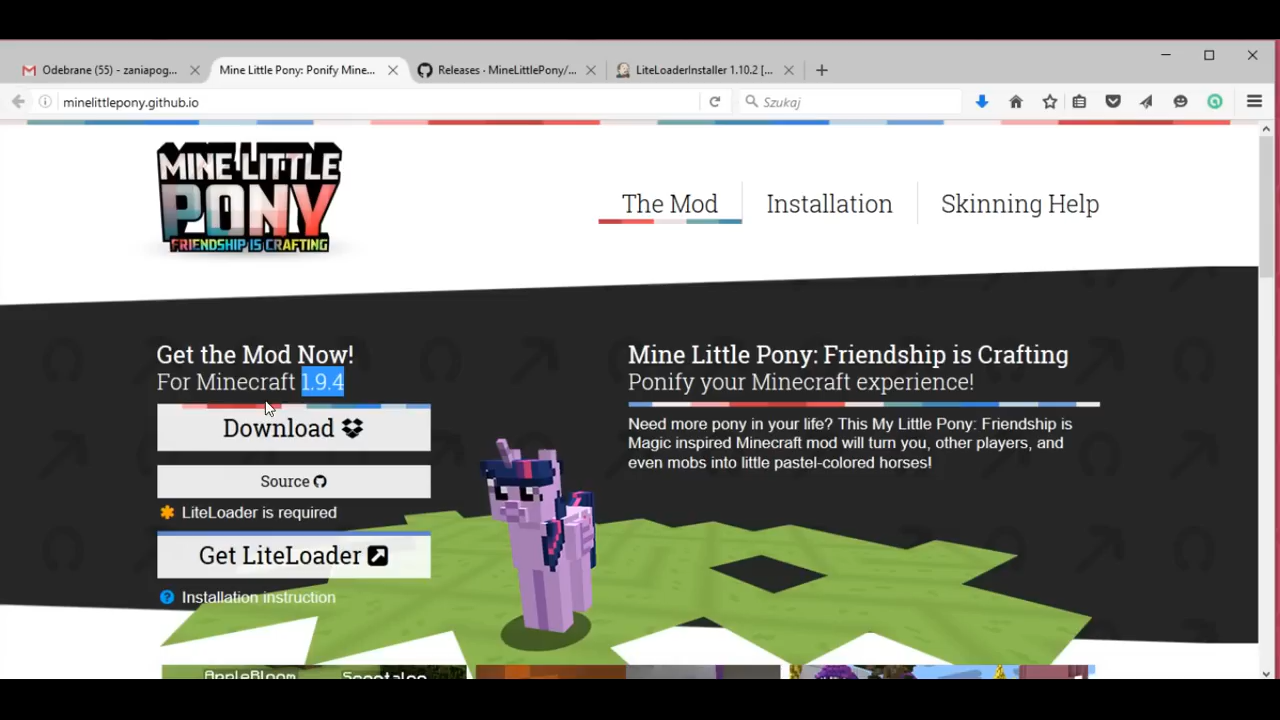 Odebrane (55) - zaniapog...
Mine Little Pony: Ponify Mine...
Releases · MineLittlePony/...
LiteLoaderInstaller 1.10.2 [...
minelittlepony.github.io
Szukaj
MINE LITTLE
PONY
FRIENDSHIP IS CRAFTING
The Mod
Installation
Skinning Help
Get the Mod Now!
For Minecraft 1.9.4
Download
Source
LiteLoader is required
Get LiteLoader
Installation instruction
Mine Little Pony: Friendship is Crafting
Ponify your Minecraft experience!
Need more pony in your life? This My Little Pony: Friendship is
Magic inspired Minecraft mod will turn you, other players, and
even mobs into little pastel-colored horses!
AppleBloom
Scootaloo